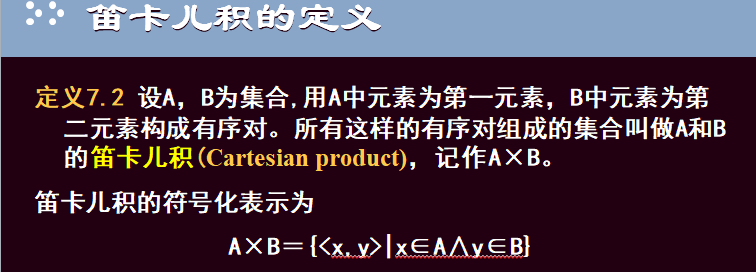 笛卡儿积的定义
定义7.2 设A，B为集合,用A中元素为第一元素，B中元素为第
二元素构成有序对。所有这样的有序对组成的集合叫做A和B
的笛卡儿积(Cartesian product)，记作A×B。
笛卡儿积的符号化表示为
A×B＝{<x,y>|x∈A∧y∈B}